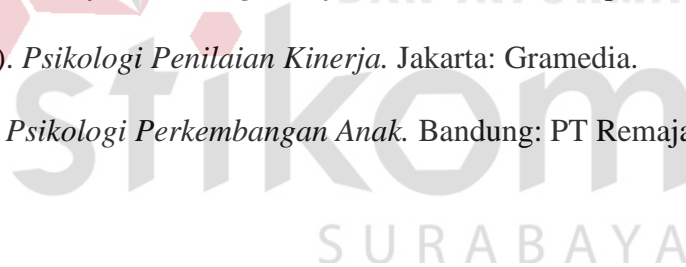 ). Psikologi Penilaian Kinerja. Jakarta: Gramedia.
Psikologi Perkembangan Anak. Bandung: PT Remaja
stikom
SURABAYA